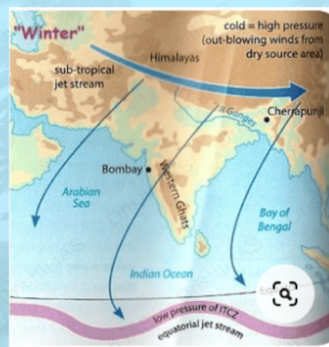 "Winter"
cold = high pressure
(out-blowing winds from
dry source area)
Himalayas
sub-tropical
jet stream
R Ganges
Cherrapunji
Bombay
Western Ghats
Arabian
Sea
Bay of
Bengal
Indian Ocean
low pressure of ITCZ
equatorial jet stream